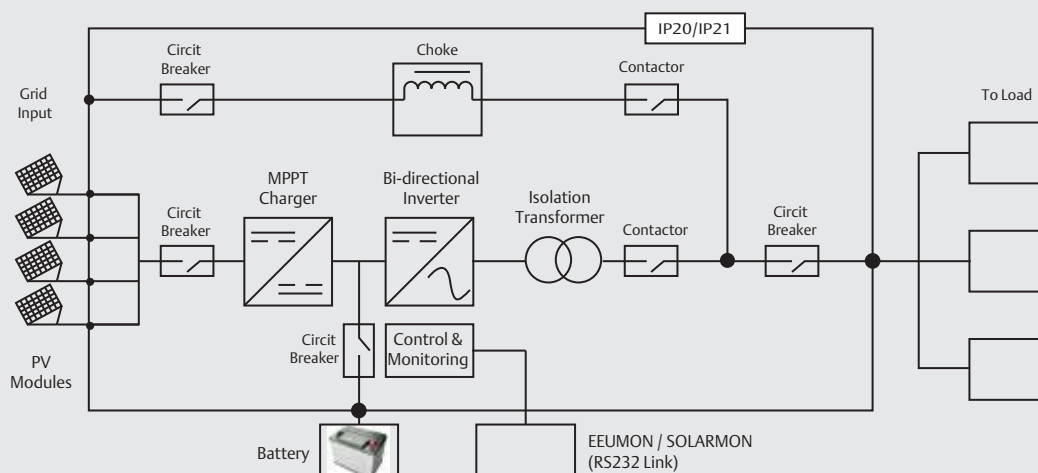 IP20/IP21
Circit
Breaker
Choke
Contactor
Grid
Input
To Load
MPPT
Charger
Bi-directional
Inverter
Isolation
Transformer
Circit
Breaker
Contactor
Circit
Breaker
Circit
Breaker
Control &
Monitoring
PV
Modules
Battery
EEUMON / SOLARMON
(RS232 Link)